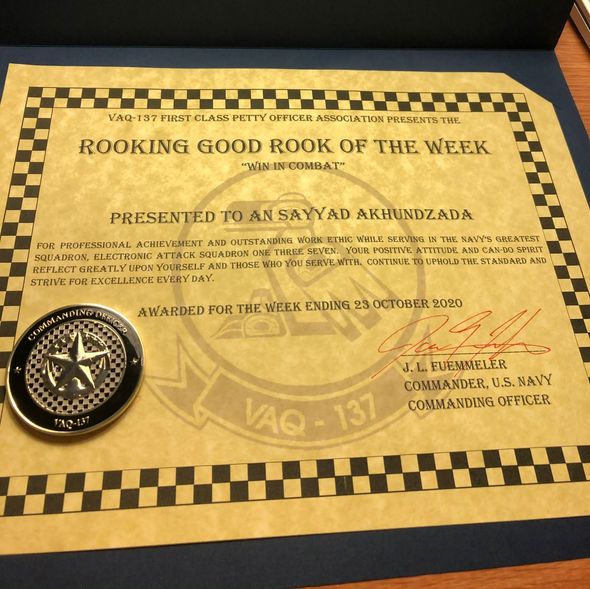 VAQ-137 FIRST CLASS PETTY OFFICER ASSOCIATION PRESENTS THE
ROOKING GOOD ROOK OF THE WEEK
"WIN IN COMBAT"
PRESENTED TO AN SAYYAD AKHUNDZADA
FOR PROFESSIONAL ACHIEVEMENT AND OUTSTANDING WORK ETHIC WHILE SERVING IN THE NAVY'S GREATEST
SQUADRON, ELECTRONIC ATTACK SQUADRON ONE THREE SEVEN. YOUR POSITIVE ATTITUDE AND CAN-DO SPIRIT
REFLECT GREATLY UPON YOURSELF AND THOSE WHO YOU SERVE WITH. CONTINUE TO UPHOLD THE STANDARD AND
STRIVE FOR EXCELLENCE EVERY DAY.
AWARDED FOR THE WEEK ENDING 23 OCTOBER 2020
J. L. FUEMMELER
COMMANDER, U.S. NAVY
COMMANDING OFFICER
VAQ - 137
COMMANDING OFFICER
VAQ-137